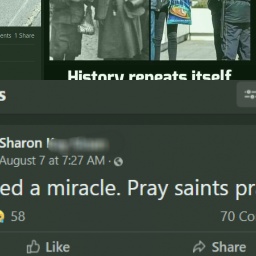 ents 1 Share
History repeats itself
s
Sharon
August 7 at 7:27 AM ·
ed a miracle. Pray saints pr
58
70 Co
Like
Share